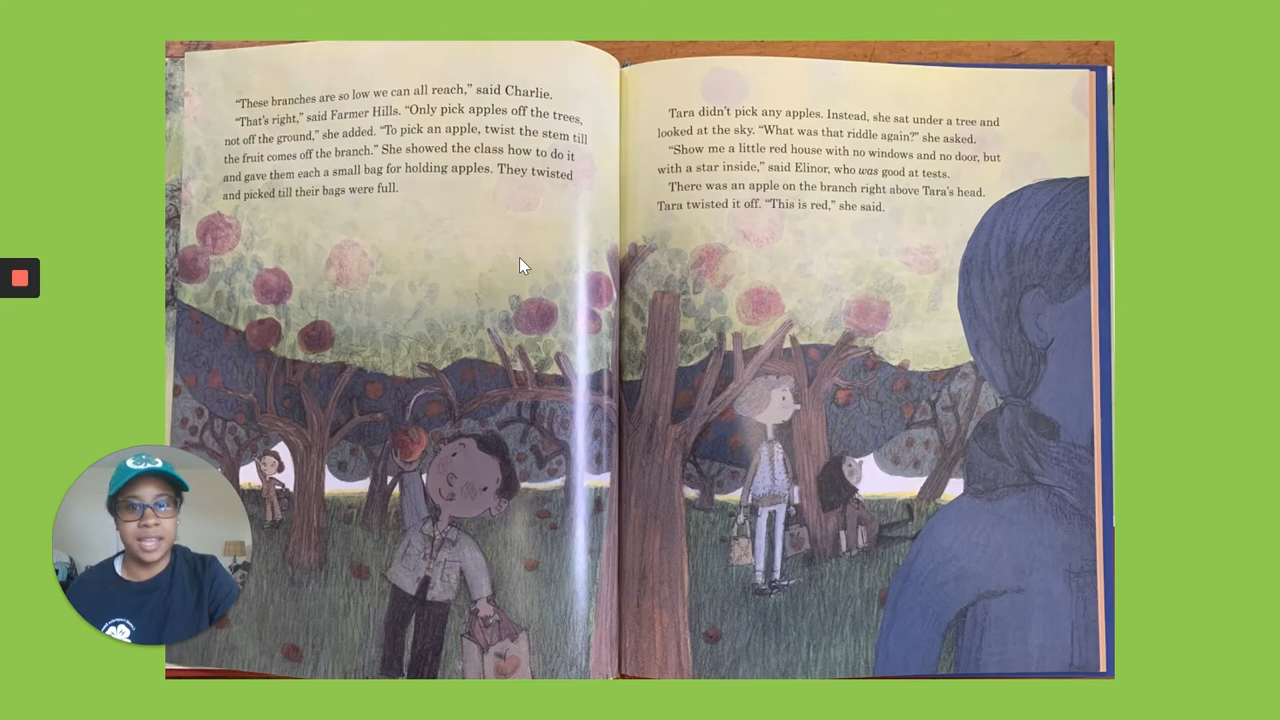 “These branches are so low we can all reach,” said Charlie.
“That’s right,” said Farmer Hills. “Only pick apples off the trees,
not off the ground,” she added. “To pick an apple, twist the stem till
the fruit comes off the branch.” She showed the class how to do it
and gave them each a small bag for holding apples. They twisted
and picked till their bags were full.
Tara didn’t pick any apples. Instead, she sat under a tree and
looked at the sky. “What was that riddle again?” she asked.
“Show me a little red house with no windows and no door, but
with a star inside,” said Elinor, who was good at tests.
There was an apple on the branch right above Tara’s head.
Tara twisted it off. “This is red,” she said.